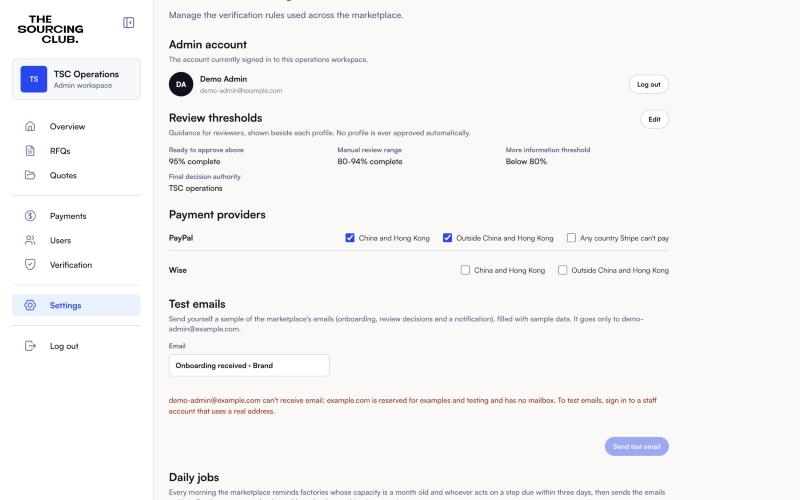 THE
SOURCING
CLUB.
TS
TSC Operations
Admin workspace
Overview
RFQs
Quotes
Payments
Users
Verification
Settings
Log out
Manage the verification rules used across the marketplace.
Admin account
The account currently signed in to this operations workspace.
DA
Demo Admin
demo-admin@example.com
Log out
Review thresholds
Edit
Guidance for reviewers, shown beside each profile. No profile is ever approved automatically.
Ready to approve above
Manual review range
More information threshold
95% complete
80-94% complete
Below 80%
Final decision authority
TSC operations
Payment providers
PayPal
China and Hong Kong
Outside China and Hong Kong
Any country Stripe can't pay
Wise
China and Hong Kong
Outside China and Hong Kong
Test emails
Send yourself a sample of the marketplace's emails (onboarding, review decisions and a notification), filled with sample data. It goes only to demo-
admin@example.com.
Email
Onboarding received · Brand
demo-admin@example.com can't receive email: example.com is reserved for examples and testing and has no mailbox. To test emails, sign in to a staff
account that uses a real address.
Send test email
Daily jobs
Every morning the marketplace reminds factories whose capacity is a month old and whoever acts on a step due within three days, then sends the emails